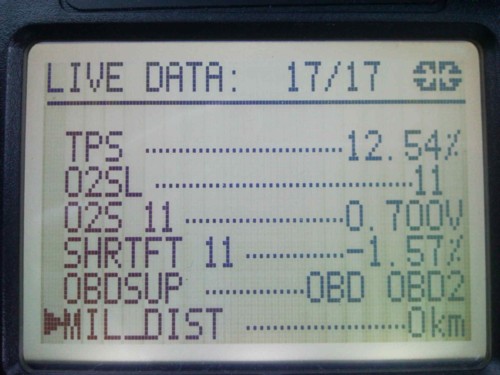 LIVE DATA: 17/17
TPS ........................ 12.54%
O2SL ............................... 11
O2S 11 ................... 0.700V
SHRTFT 11 ........... -1.57%
OBDSUP ........... OBD OBD2
MIL_DIST .................. 0km